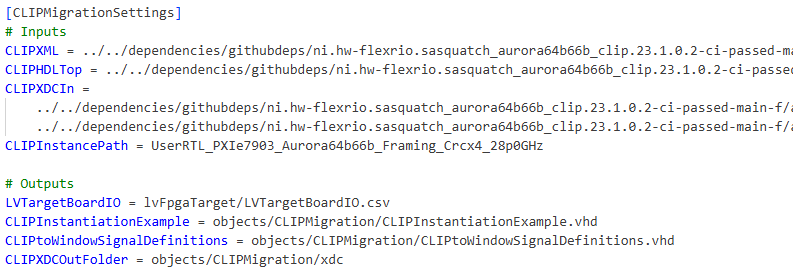 [CLIPMigrationSettings]
# Inputs
CLIPXML = ../../dependencies/githubdeps/ni.hw-flexrio.sasquatch_aurora64b66b_clip.23.1.0.2-ci-passed-ma
CLIPHDLTop = ../../dependencies/githubdeps/ni.hw-flexrio.sasquatch_aurora64b66b_clip.23.1.0.2-ci-passed
CLIPXDCIn =
    ../../dependencies/githubdeps/ni.hw-flexrio.sasquatch_aurora64b66b_clip.23.1.0.2-ci-passed-main-f/a
    ../../dependencies/githubdeps/ni.hw-flexrio.sasquatch_aurora64b66b_clip.23.1.0.2-ci-passed-main-f/a
CLIPInstancePath = UserRTL_PXIe7903_Aurora64b66b_Framing_Crcx4_28p0GHz

# Outputs
LVTargetBoardIO = lvFpgaTarget/LVTargetBoardIO.csv
CLIPInstantiationExample = objects/CLIPMigration/CLIPInstantiationExample.vhd
CLIPtoWindowSignalDefinitions = objects/CLIPMigration/CLIPtoWindowSignalDefinitions.vhd
CLIPXDCOutFolder = objects/CLIPMigration/xdc